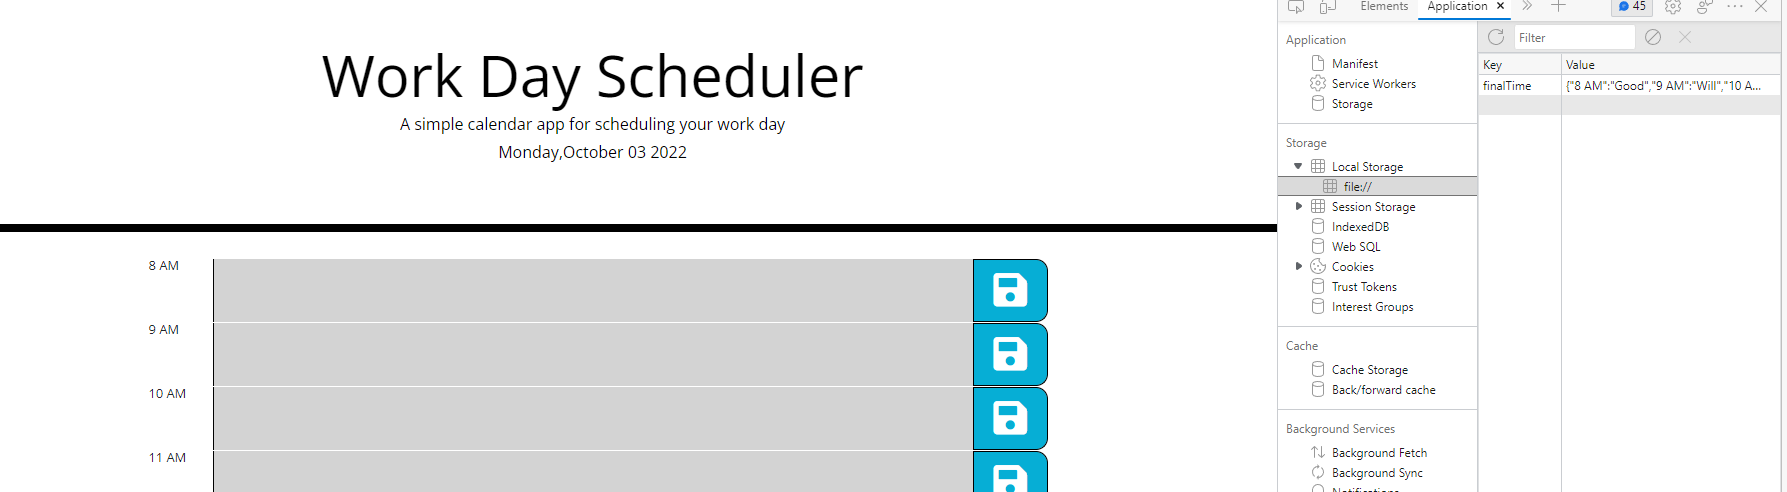 Work Day Scheduler
A simple calendar app for scheduling your work day
Monday,October 03 2022
8 AM
9 AM
10 AM
11 AM
Elements
Application
45
Application
Manifest
Service Workers
Storage
Storage
Local Storage
file://
Session Storage
IndexedDB
Web SQL
Cookies
Trust Tokens
Interest Groups
Cache
Cache Storage
Back/forward cache
Background Services
Background Fetch
Background Sync
Notifications
Filter
Key Value
finalTime {"8 AM":"Good","9 AM":"Will","10 A...